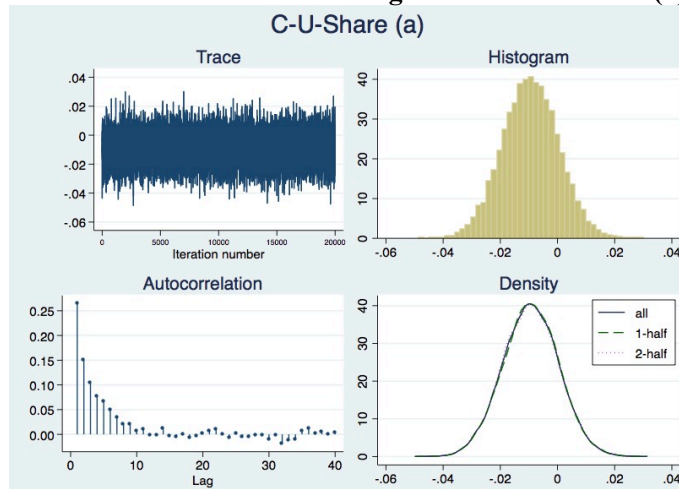 C-U-Share (a)
Trace
.04
.02
0
-.02
-.04
-.06
0 5000 10000 15000 20000
Iteration number
Histogram
40
30
20
10
0
-.06 -.04 -.02 0 .02 .04
Autocorrelation
0.25
0.20
0.15
0.10
0.05
0.00
0 10 20 30 40
Lag
Density
40
30
20
10
0
all
1-half
2-half
-.06 -.04 -.02 0 .02 .04